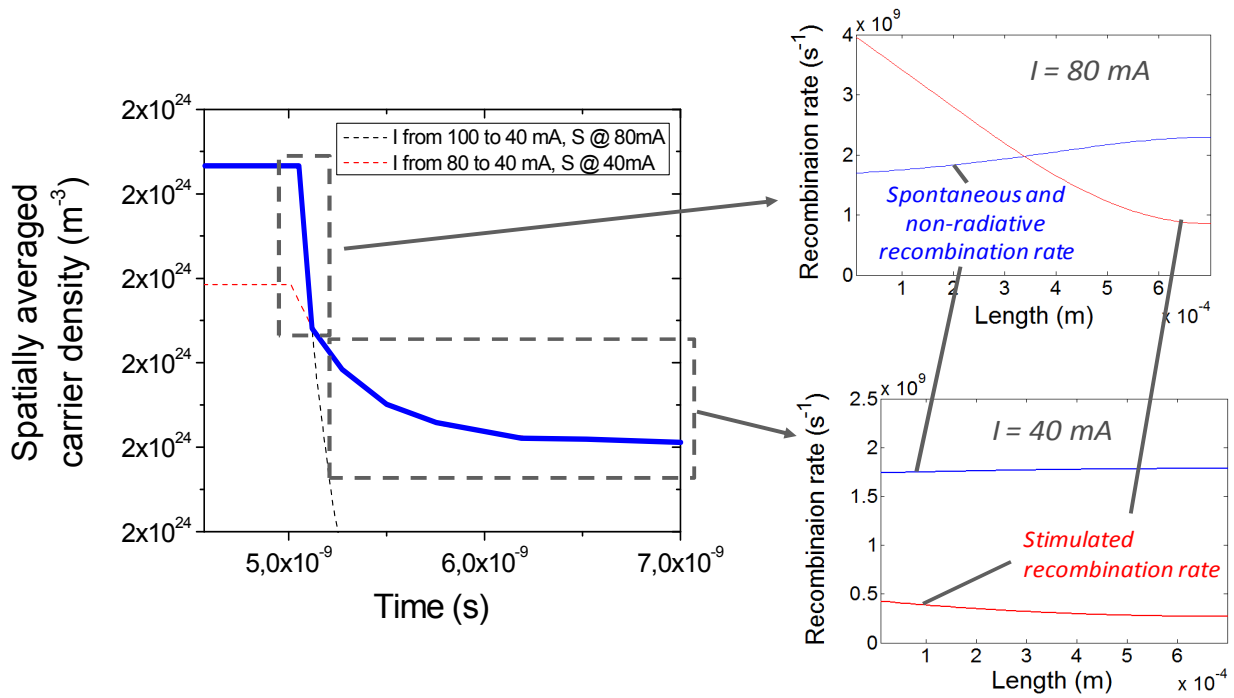 Spatially averaged
carrier density (m-3)
2x10^24
2x10^24
2x10^24
2x10^24
2x10^24
2x10^24
I from 100 to 40 mA, S @ 80mA
I from 80 to 40 mA, S @ 40mA
5,0x10^-9
6,0x10^-9
7,0x10^-9
Time (s)
x 10^9
4
3
2
1
0
Recombinaion rate (s^-1)
I = 80 mA
Spontaneous and
non-radiative
recombination rate
1
2
3
4
5
6
x 10^-4
Length (m)
x 10^9
2.5
2
1.5
1
0.5
0
Recombinaion rate (s^-1)
I = 40 mA
Stimulated
recombination rate
1
2
3
4
5
6
x 10^-4
Length (m)